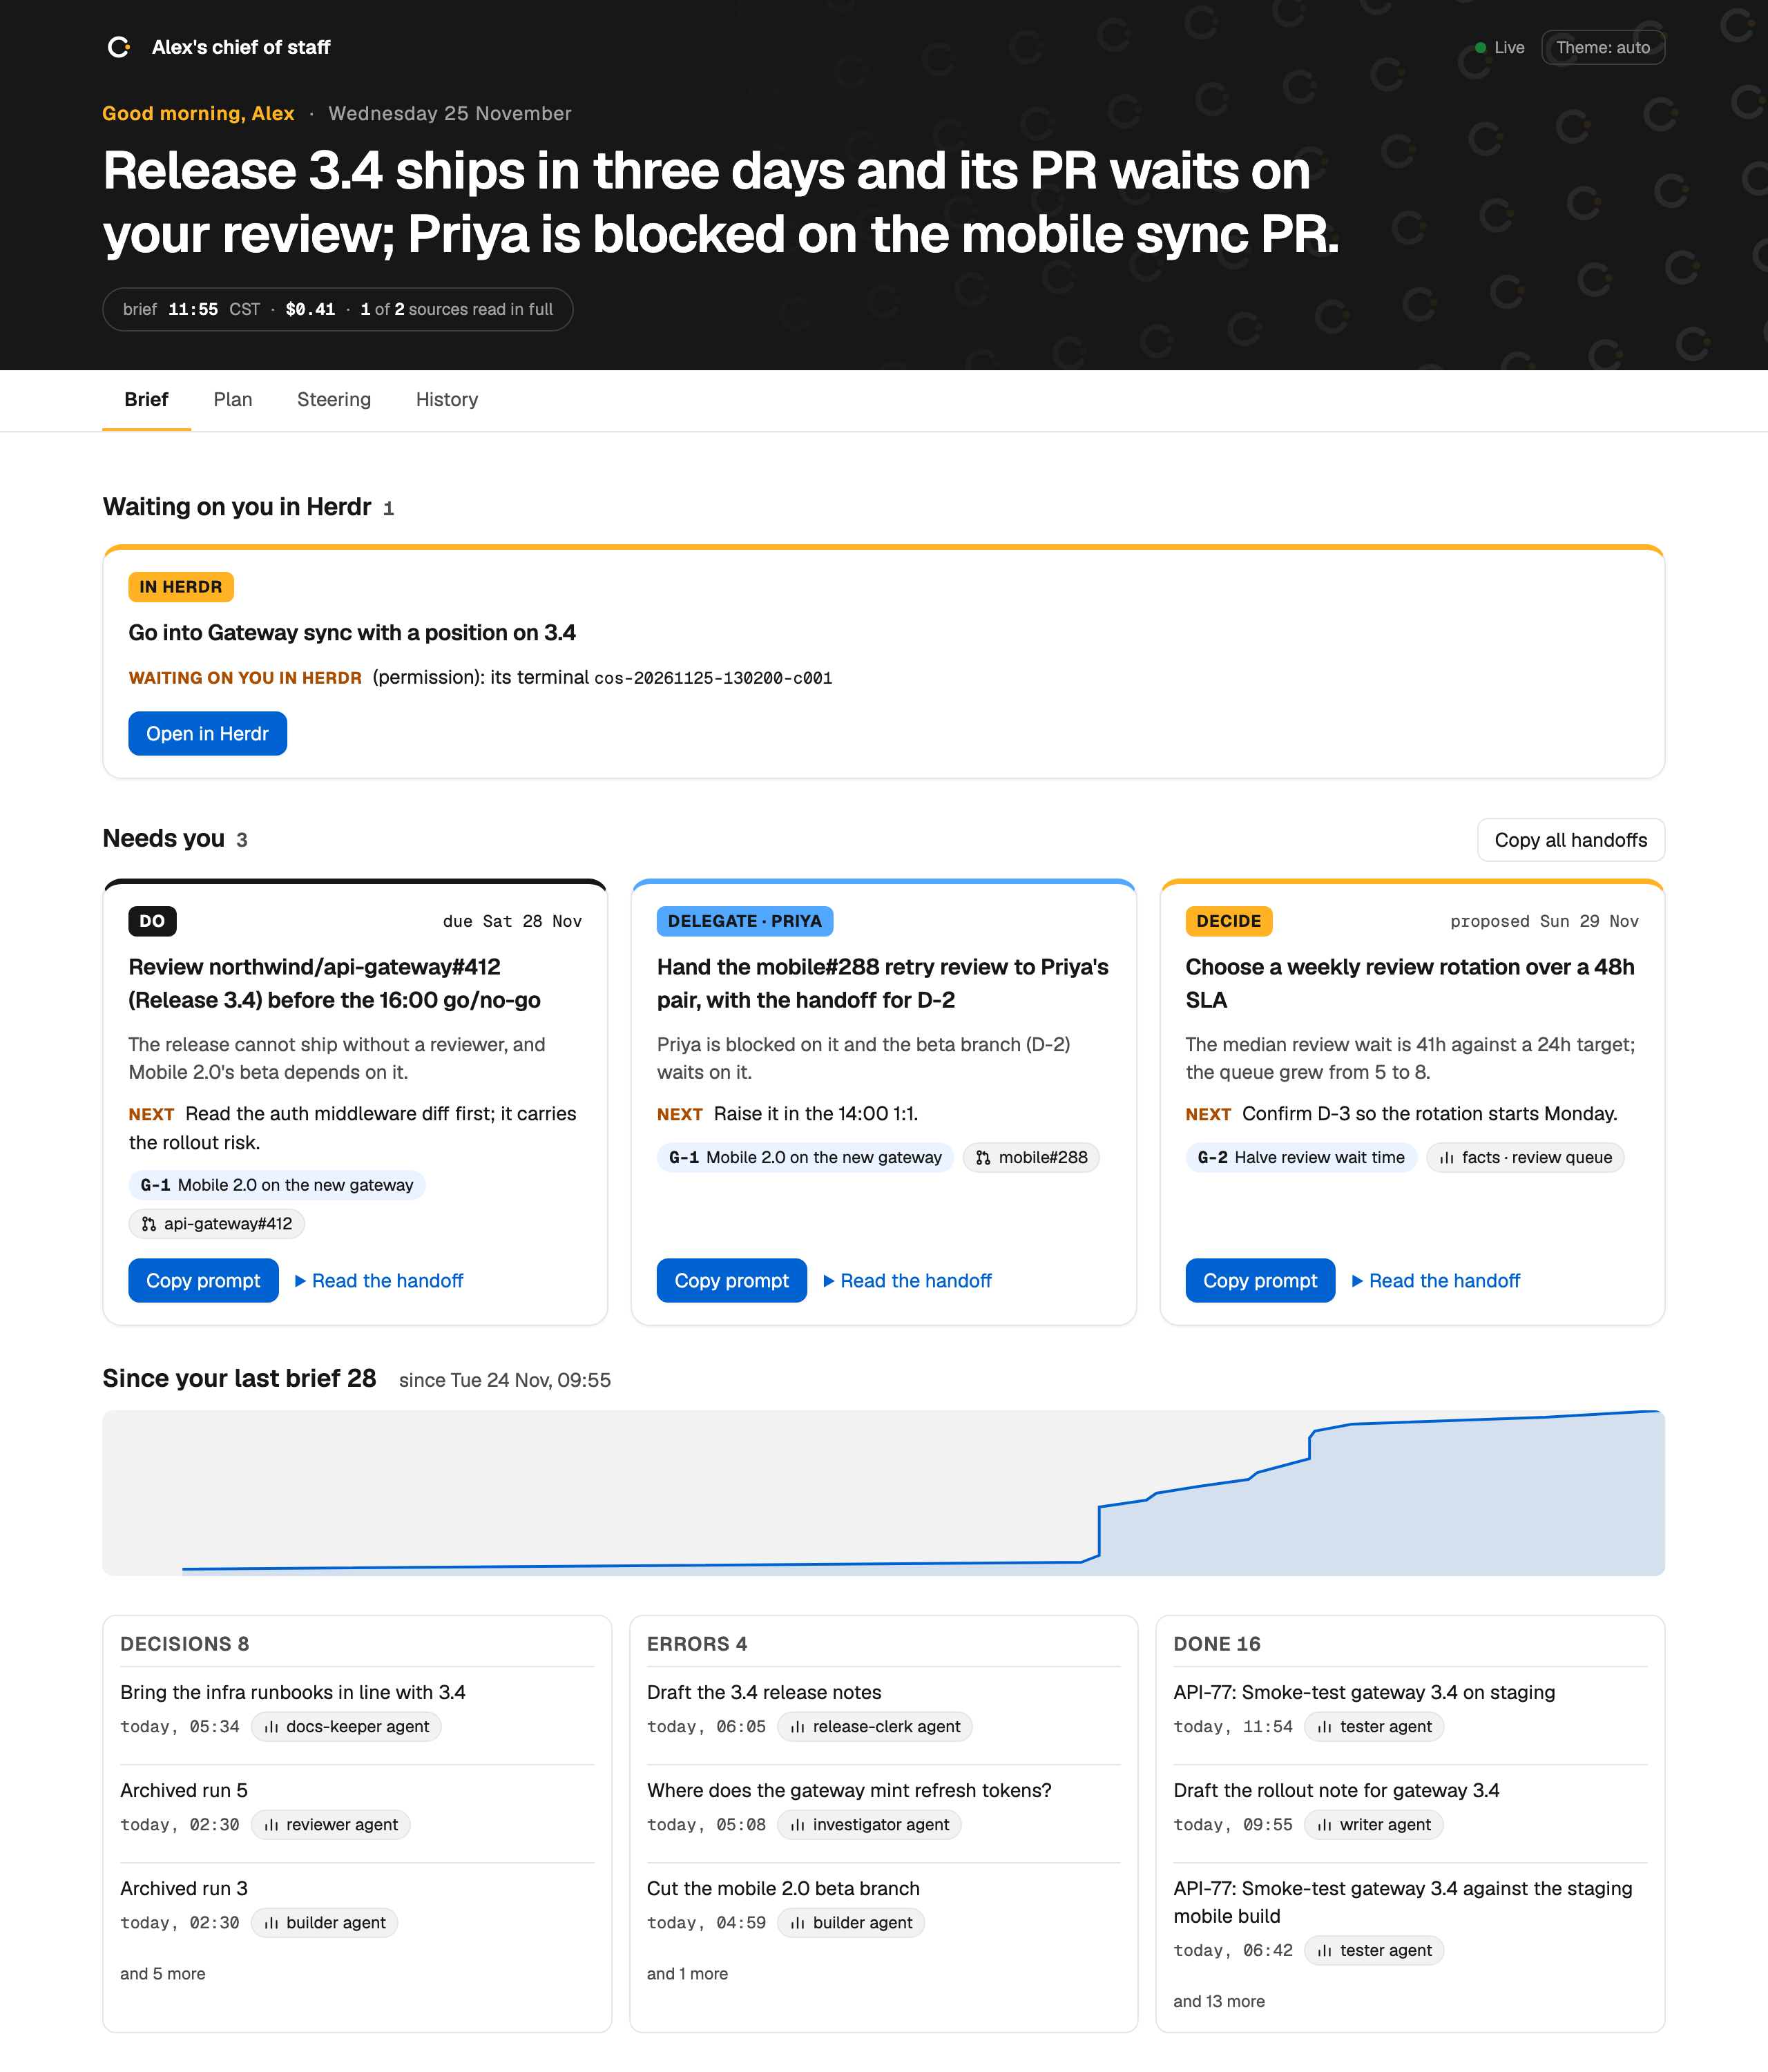 Alex's chief of staff
Live
Theme: auto
Good morning, Alex · Wednesday 25 November
Release 3.4 ships in three days and its PR waits on
your review; Priya is blocked on the mobile sync PR.
brief 11:55 CST · $0.41 · 1 of 2 sources read in full
Brief
Plan
Steering
History
Waiting on you in Herdr 1
IN HERDR
Go into Gateway sync with a position on 3.4
WAITING ON YOU IN HERDR (permission): its terminal cos-20261125-130200-c001
Open in Herdr
Needs you 3
Copy all handoffs
DO
due Sat 28 Nov
Review northwind/api-gateway#412
(Release 3.4) before the 16:00 go/no-go
The release cannot ship without a reviewer, and
Mobile 2.0's beta depends on it.
NEXT Read the auth middleware diff first; it carries
the rollout risk.
G-1 Mobile 2.0 on the new gateway
api-gateway#412
Copy prompt
Read the handoff
DELEGATE · PRIYA
Hand the mobile#288 retry review to Priya's
pair, with the handoff for D-2
Priya is blocked on it and the beta branch (D-2)
waits on it.
NEXT Raise it in the 14:00 1:1.
G-1 Mobile 2.0 on the new gateway
mobile#288
Copy prompt
Read the handoff
DECIDE
proposed Sun 29 Nov
Choose a weekly review rotation over a 48h
SLA
The median review wait is 41h against a 24h target;
the queue grew from 5 to 8.
NEXT Confirm D-3 so the rotation starts Monday.
G-2 Halve review wait time
facts · review queue
Copy prompt
Read the handoff
Since your last brief 28 since Tue 24 Nov, 09:55
DECISIONS 8
Bring the infra runbooks in line with 3.4
today, 05:34 docs-keeper agent
Archived run 5
today, 02:30 reviewer agent
Archived run 3
today, 02:30 builder agent
and 5 more
ERRORS 4
Draft the 3.4 release notes
today, 06:05 release-clerk agent
Where does the gateway mint refresh tokens?
today, 05:08 investigator agent
Cut the mobile 2.0 beta branch
today, 04:59 builder agent
and 1 more
DONE 16
API-77: Smoke-test gateway 3.4 on staging
today, 11:54 tester agent
Draft the rollout note for gateway 3.4
today, 09:55 writer agent
API-77: Smoke-test gateway 3.4 against the staging
mobile build
today, 06:42 tester agent
and 13 more